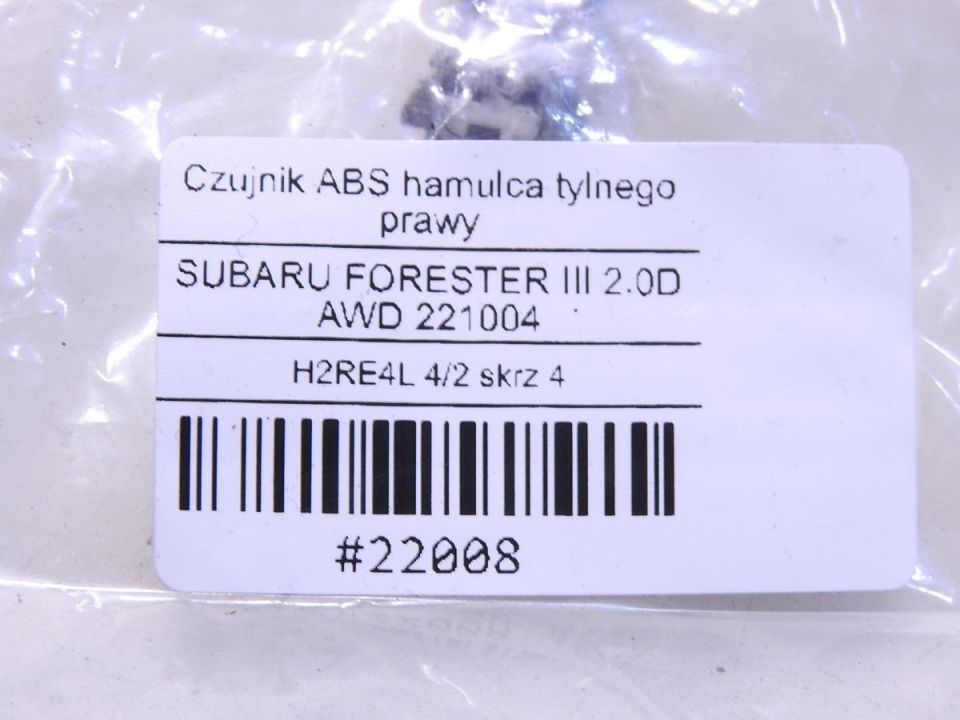 Czujnik ABS hamulca tylnego
prawy
SUBARU FORESTER III 2.0D
AWD 221004
H2RE4L 4/2 skrz 4
#22008